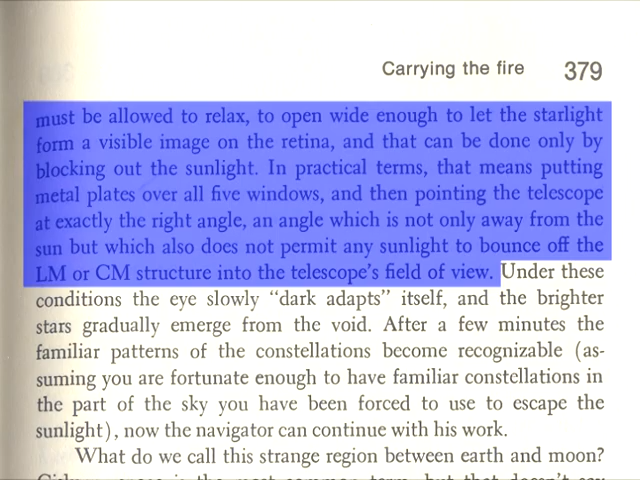 Carrying the fire 379
must be allowed to relax, to open wide enough to let the starlight
form a visible image on the retina, and that can be done only by
blocking out the sunlight. In practical terms, that means putting
metal plates over all five windows, and then pointing the telescope
at exactly the right angle, an angle which is not only away from the
sun but which also does not permit any sunlight to bounce off the
LM or CM structure into the telescope's field of view. Under these
conditions the eye slowly “dark adapts” itself, and the brighter
stars gradually emerge from the void. After a few minutes the
familiar patterns of the constellations become recognizable (as-
suming you are fortunate enough to have familiar constellations in
the part of the sky you have been forced to use to escape the
sunlight), now the navigator can continue with his work.
What do we call this strange region between earth and moon?